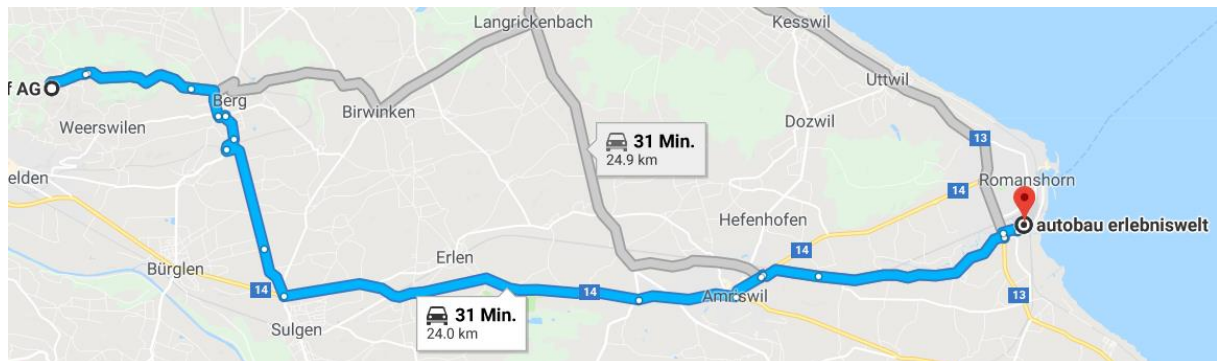 Langrickenbach
Kesswil
Uttwil
f AG
Berg
Birwinken
Weerswilen
Dozwil
31 Min.
24.9 km
13
elden
14
Romanshorn
Hefenhofen
autobau erlebniswelt
14
Erlen
Bürglen
14
14
Amriswil
13
31 Min.
24.0 km
Sulgen